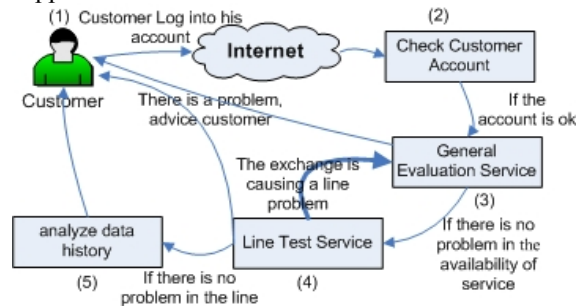 (1)
Customer Log into his
account
Internet
(2)
Check Customer
Account
Customer
There is a problem,
advice customer
If the
account is ok
The exchange is
causing a line
problem
General
Evaluation Service
(3)
analyze data
history
(5)
Line Test Service
(4)
If there is no
problem in the
availability of
service
If there is no
problem in the line